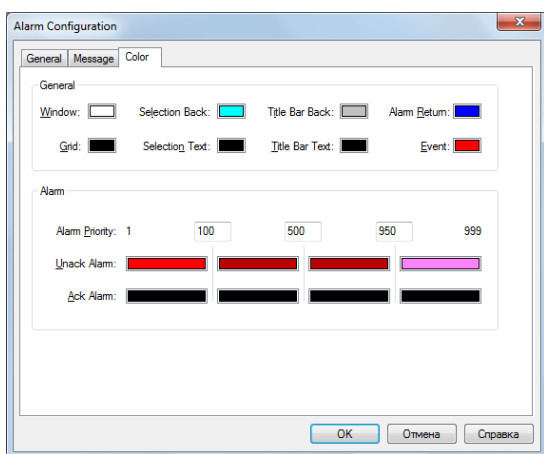 Alarm Configuration
General Message Color
General
Window: Selection Back: Title Bar Back: Alarm Return:
Grid: Selection Text: Title Bar Text: Event:
Alarm
Alarm Priority: 1 100 500 950 999
Unack Alarm:
Ack Alarm:
OK Отмена Справка